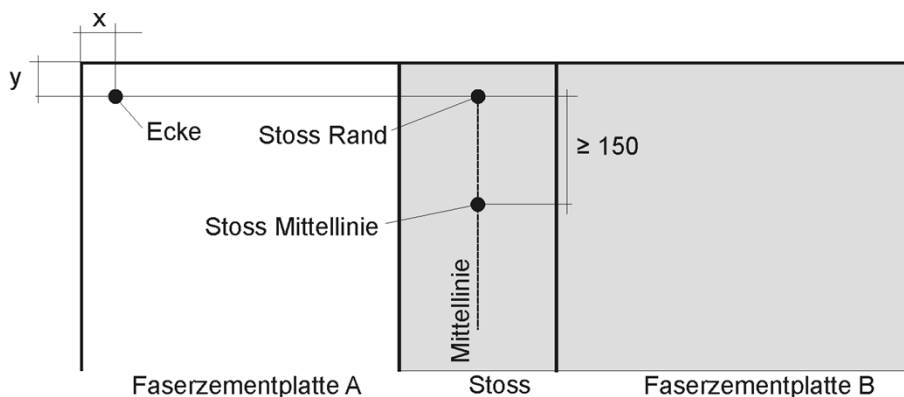 x
y
Ecke
Stoss Rand
≥ 150
Stoss Mittellinie
Mittellinie
Faserzementplatte A
Stoss
Faserzementplatte B